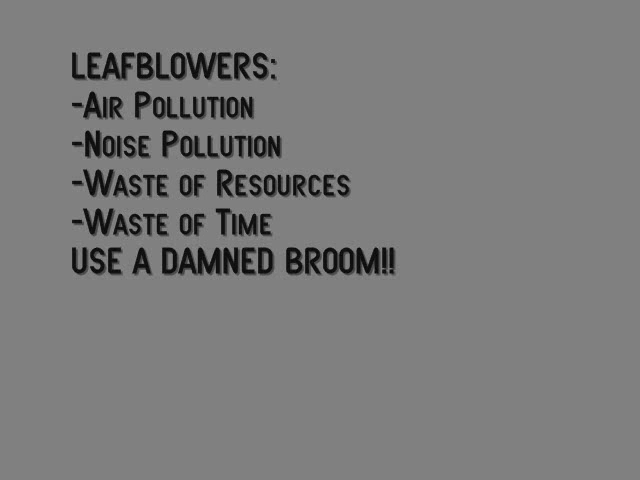 LEAFBLOWERS:
-Air Pollution
-Noise Pollution
-Waste of Resources
-Waste of Time
USE A DAMNED BROOM!!